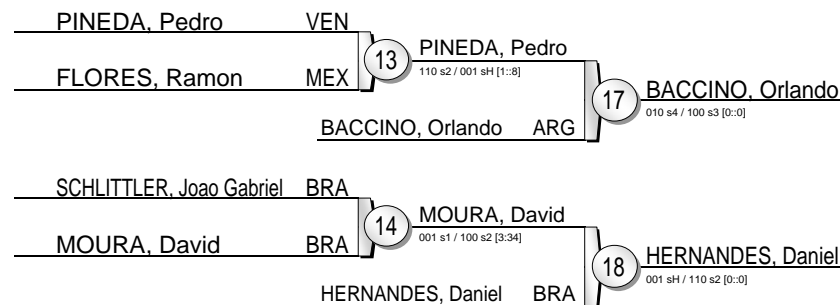 PINEDA, Pedro VEN
13 PINEDA, Pedro
110 s2 / 001 sH [1::8]
FLORES, Ramon MEX
17 BACCINO, Orlando
010 s4 / 100 s3 [0::0]
BACCINO, Orlando ARG
SCHLITTLER, Joao Gabriel BRA
14 MOURA, David
001 s1 / 100 s2 [3:34]
MOURA, David BRA
18 HERNANDES, Daniel
001 sH / 110 s2 [0::0]
HERNANDES, Daniel BRA